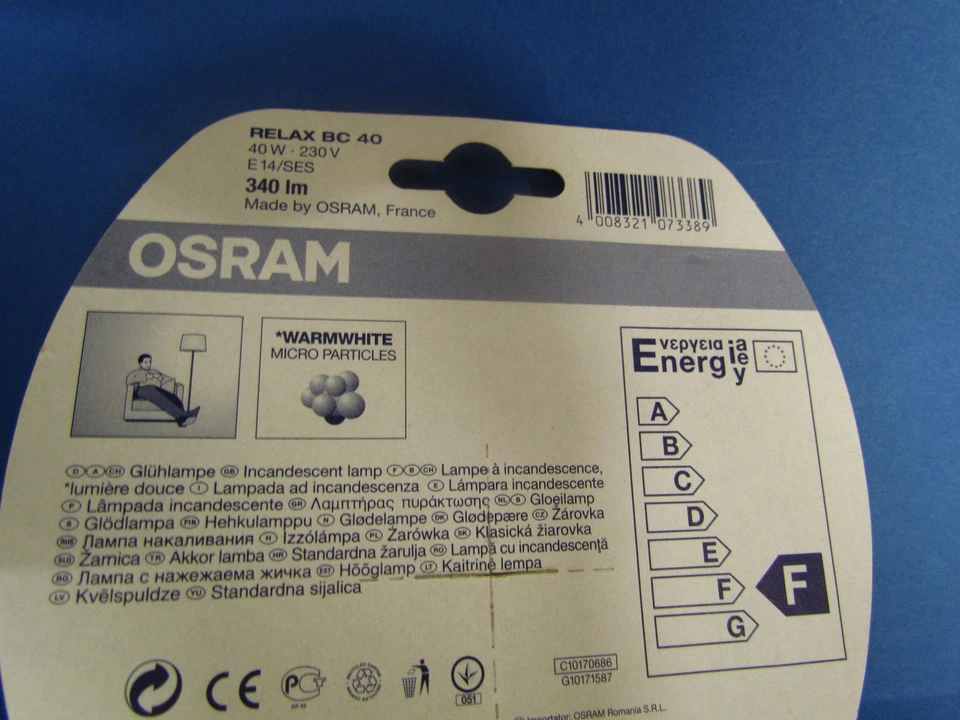 RELAX BC 40
40 W · 230 V
E 14/SES
340 lm
Made by OSRAM, France
4 008321 073389
OSRAM
*WARMWHITE
MICRO PARTICLES
Ενέργεια
Energ ia
ie
y
A
B
C
D
E
F
G
F
D A CH Glühlampe GB Incandescent lamp F B CH Lampe à incandescence,
*lumière douce I Lampada ad incandescenza E Lámpara incandescente
P Lâmpada incandescente GR Λαμπτήρας πυράκτωσης NL B Gloeilamp
S Glödlampa FIN Hehkulamppu N Glødelampe DK Glødepære CZ Žárovka
RUS Лампа накаливания H Izzólámpa PL Żarówka SK Klasická žiarovka
SLO Žarnica TR Akkor lamba HR Standardna žarulja RO Lampă cu incandescenţă
BG Лампа с нажежаема жичка EST Hõõglamp LT Kaitrinė lempa
LV Kvēlspuldze YU Standardna sijalica
CE
051
C10170686
G10171587
Importator: OSRAM Romania S.R.L.